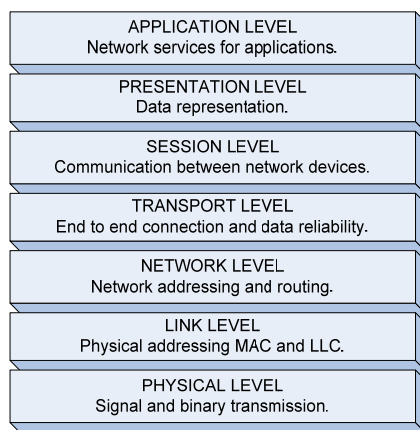 APPLICATION LEVEL
Network services for applications.
PRESENTATION LEVEL
Data representation.
SESSION LEVEL
Communication between network devices.
TRANSPORT LEVEL
End to end connection and data reliability.
NETWORK LEVEL
Network addressing and routing.
LINK LEVEL
Physical addressing MAC and LLC.
PHYSICAL LEVEL
Signal and binary transmission.